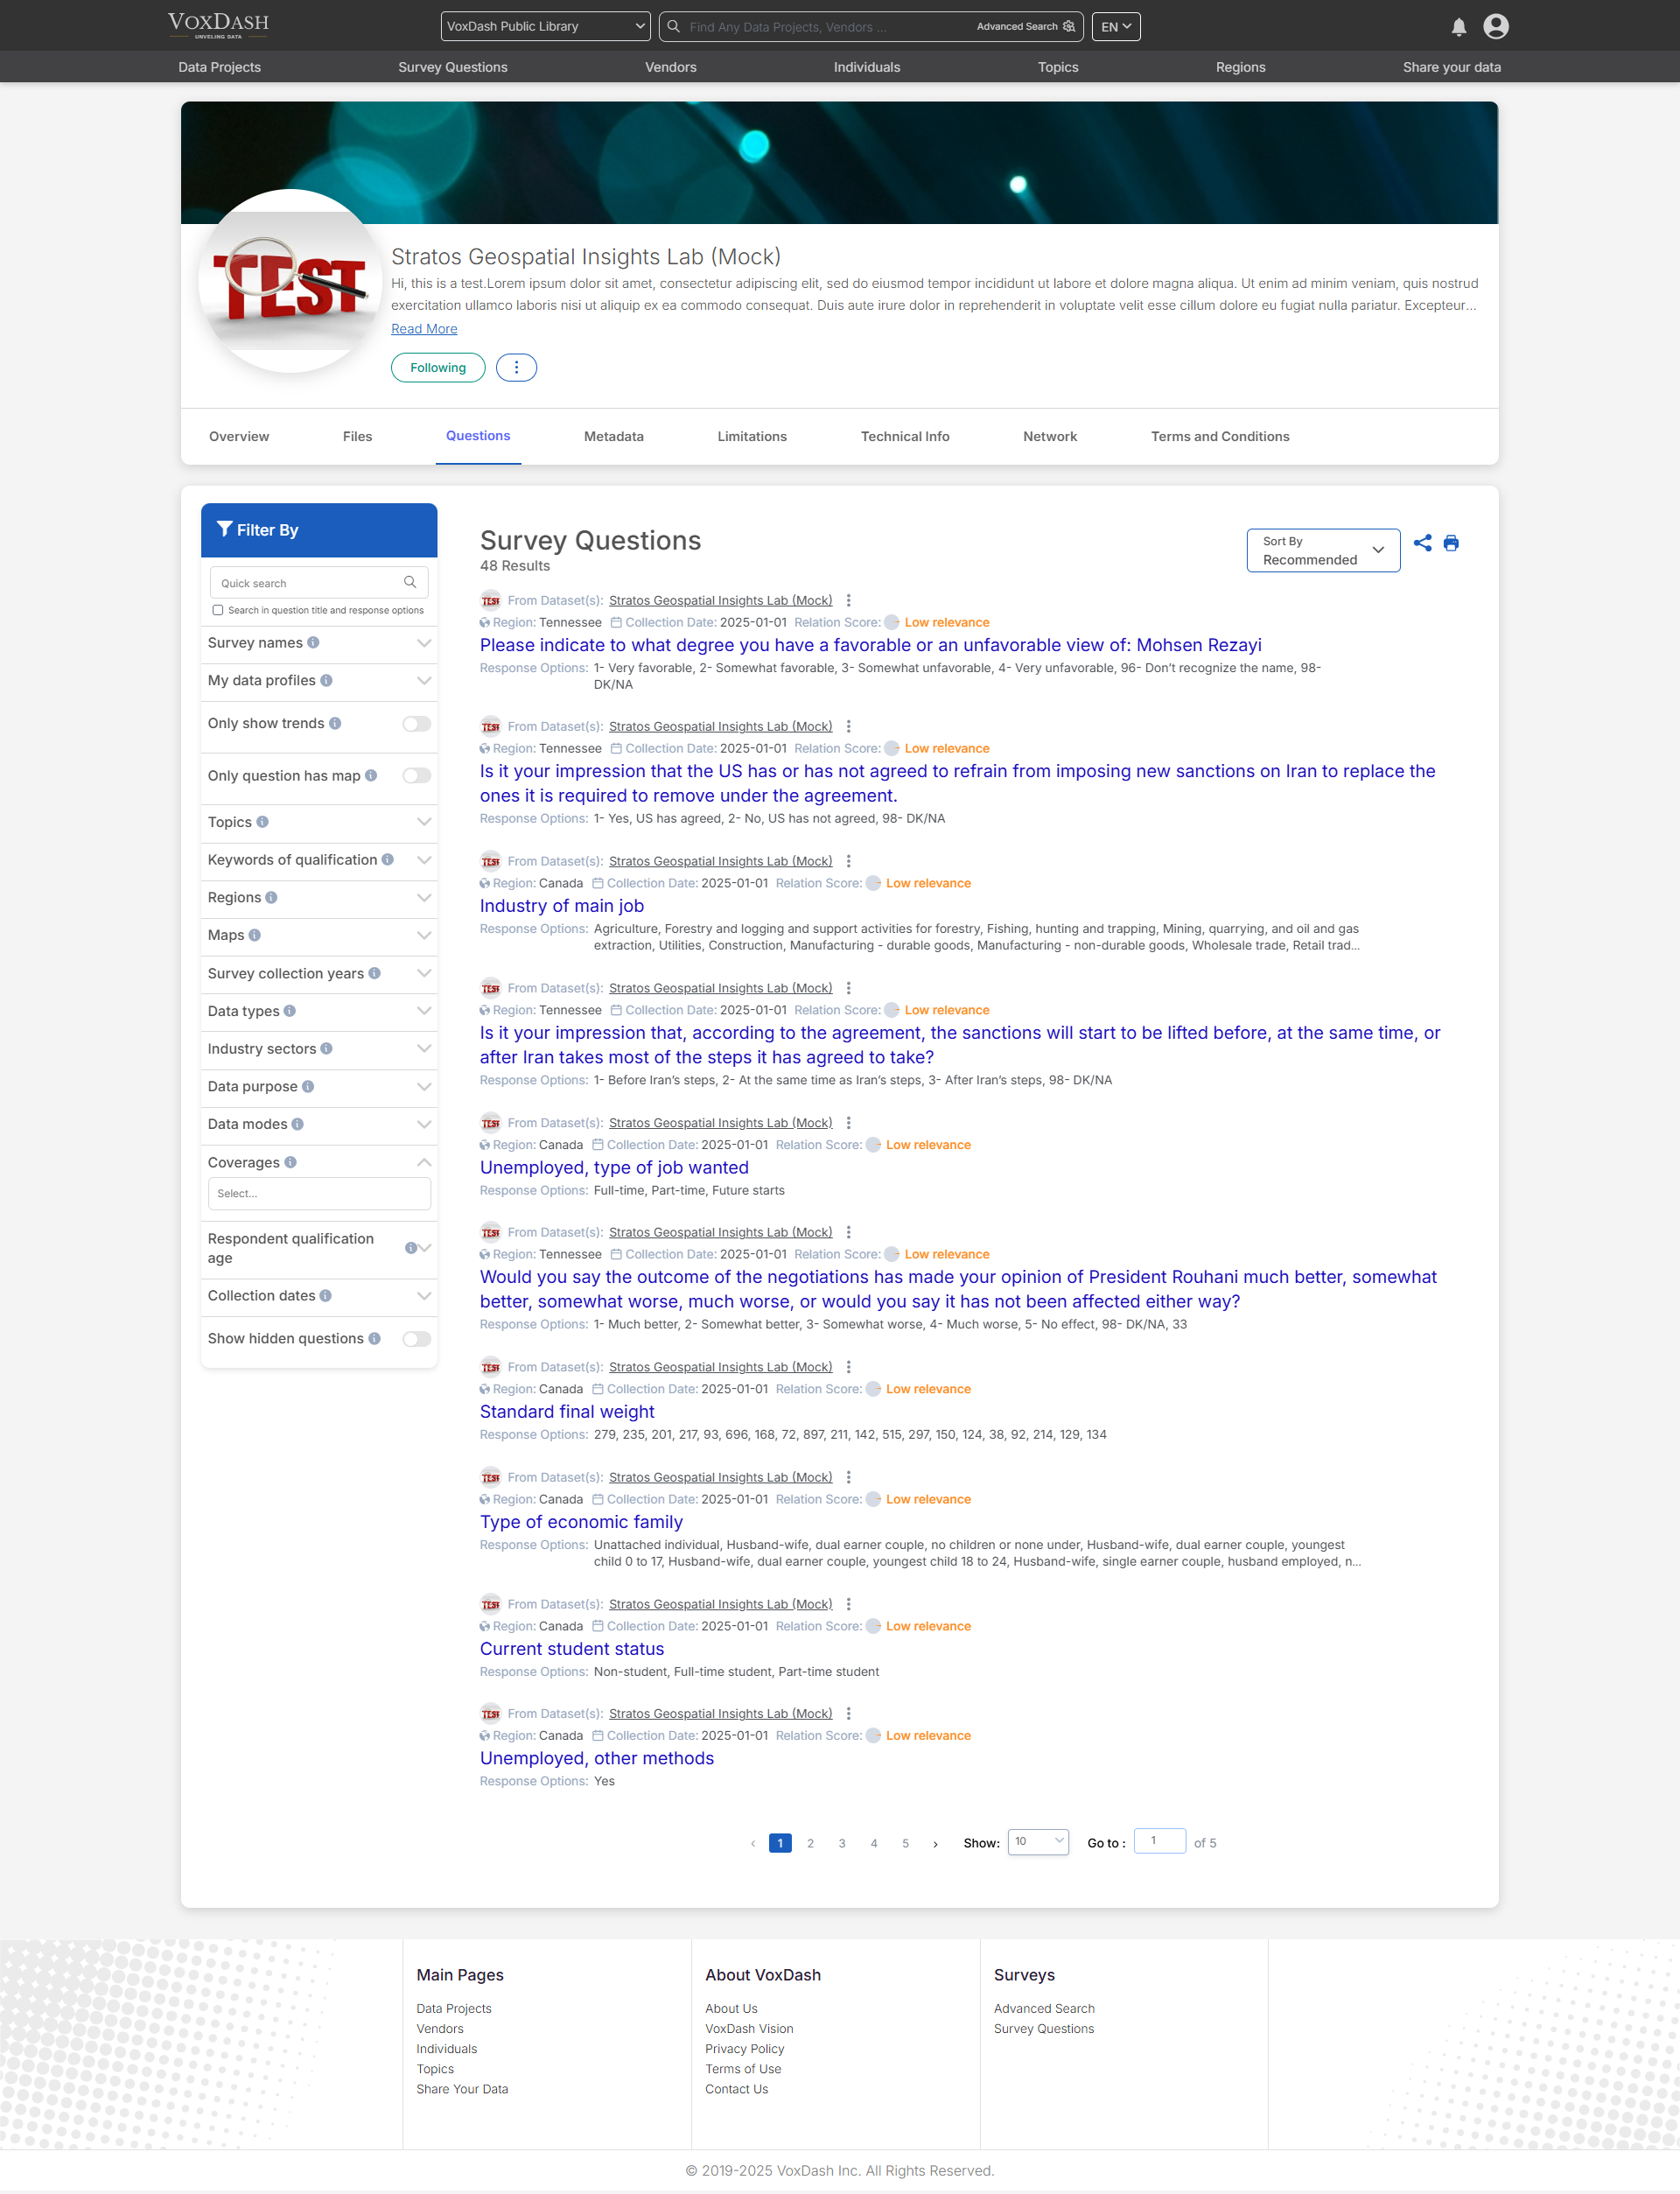 VOXDASH
UNVEILING DATA
VoxDash Public Library
Find Any Data Projects, Vendors ...
Advanced Search
EN
Data Projects
Survey Questions
Vendors
Individuals
Topics
Regions
Share your data
TEST
Stratos Geospatial Insights Lab (Mock)
Hi, this is a test.Lorem ipsum dolor sit amet, consectetur adipiscing elit, sed do eiusmod tempor incididunt ut labore et dolore magna aliqua. Ut enim ad minim veniam, quis nostrud
exercitation ullamco laboris nisi ut aliquip ex ea commodo consequat. Duis aute irure dolor in reprehenderit in voluptate velit esse cillum dolore eu fugiat nulla pariatur. Excepteur...
Read More
Following
Overview
Files
Questions
Metadata
Limitations
Technical Info
Network
Terms and Conditions
Filter By
Quick search
Search in question title and response options
Survey names
My data profiles
Only show trends
Only question has map
Topics
Keywords of qualification
Regions
Maps
Survey collection years
Data types
Industry sectors
Data purpose
Data modes
Coverages
Select...
Respondent qualification
age
Collection dates
Show hidden questions
Survey Questions
48 Results
Sort By
Recommended
TEST From Dataset(s): Stratos Geospatial Insights Lab (Mock)
Region: Tennessee Collection Date: 2025-01-01 Relation Score: Low relevance
Please indicate to what degree you have a favorable or an unfavorable view of: Mohsen Rezayi
Response Options: 1- Very favorable, 2- Somewhat favorable, 3- Somewhat unfavorable, 4- Very unfavorable, 96- Don't recognize the name, 98-
DK/NA
TEST From Dataset(s): Stratos Geospatial Insights Lab (Mock)
Region: Tennessee Collection Date: 2025-01-01 Relation Score: Low relevance
Is it your impression that the US has or has not agreed to refrain from imposing new sanctions on Iran to replace the
ones it is required to remove under the agreement.
Response Options: 1- Yes, US has agreed, 2- No, US has not agreed, 98- DK/NA
TEST From Dataset(s): Stratos Geospatial Insights Lab (Mock)
Region: Canada Collection Date: 2025-01-01 Relation Score: Low relevance
Industry of main job
Response Options: Agriculture, Forestry and logging and support activities for forestry, Fishing, hunting and trapping, Mining, quarrying, and oil and gas
extraction, Utilities, Construction, Manufacturing - durable goods, Manufacturing - non-durable goods, Wholesale trade, Retail trad...
TEST From Dataset(s): Stratos Geospatial Insights Lab (Mock)
Region: Tennessee Collection Date: 2025-01-01 Relation Score: Low relevance
Is it your impression that, according to the agreement, the sanctions will start to be lifted before, at the same time, or
after Iran takes most of the steps it has agreed to take?
Response Options: 1- Before Iran's steps, 2- At the same time as Iran's steps, 3- After Iran's steps, 98- DK/NA
TEST From Dataset(s): Stratos Geospatial Insights Lab (Mock)
Region: Canada Collection Date: 2025-01-01 Relation Score: Low relevance
Unemployed, type of job wanted
Response Options: Full-time, Part-time, Future starts
TEST From Dataset(s): Stratos Geospatial Insights Lab (Mock)
Region: Tennessee Collection Date: 2025-01-01 Relation Score: Low relevance
Would you say the outcome of the negotiations has made your opinion of President Rouhani much better, somewhat
better, somewhat worse, much worse, or would you say it has not been affected either way?
Response Options: 1- Much better, 2- Somewhat better, 3- Somewhat worse, 4- Much worse, 5- No effect, 98- DK/NA, 33
TEST From Dataset(s): Stratos Geospatial Insights Lab (Mock)
Region: Canada Collection Date: 2025-01-01 Relation Score: Low relevance
Standard final weight
Response Options: 279, 235, 201, 217, 93, 696, 168, 72, 897, 211, 142, 515, 297, 150, 124, 38, 92, 214, 129, 134
TEST From Dataset(s): Stratos Geospatial Insights Lab (Mock)
Region: Canada Collection Date: 2025-01-01 Relation Score: Low relevance
Type of economic family
Response Options: Unattached individual, Husband-wife, dual earner couple, no children or none under, Husband-wife, dual earner couple, youngest
child 0 to 17, Husband-wife, dual earner couple, youngest child 18 to 24, Husband-wife, single earner couple, husband employed, n...
TEST From Dataset(s): Stratos Geospatial Insights Lab (Mock)
Region: Canada Collection Date: 2025-01-01 Relation Score: Low relevance
Current student status
Response Options: Non-student, Full-time student, Part-time student
TEST From Dataset(s): Stratos Geospatial Insights Lab (Mock)
Region: Canada Collection Date: 2025-01-01 Relation Score: Low relevance
Unemployed, other methods
Response Options: Yes
‹ 1 2 3 4 5 › Show: 10 Go to : 1 of 5
Main Pages
Data Projects
Vendors
Individuals
Topics
Share Your Data
About VoxDash
About Us
VoxDash Vision
Privacy Policy
Terms of Use
Contact Us
Surveys
Advanced Search
Survey Questions
© 2019-2025 VoxDash Inc. All Rights Reserved.